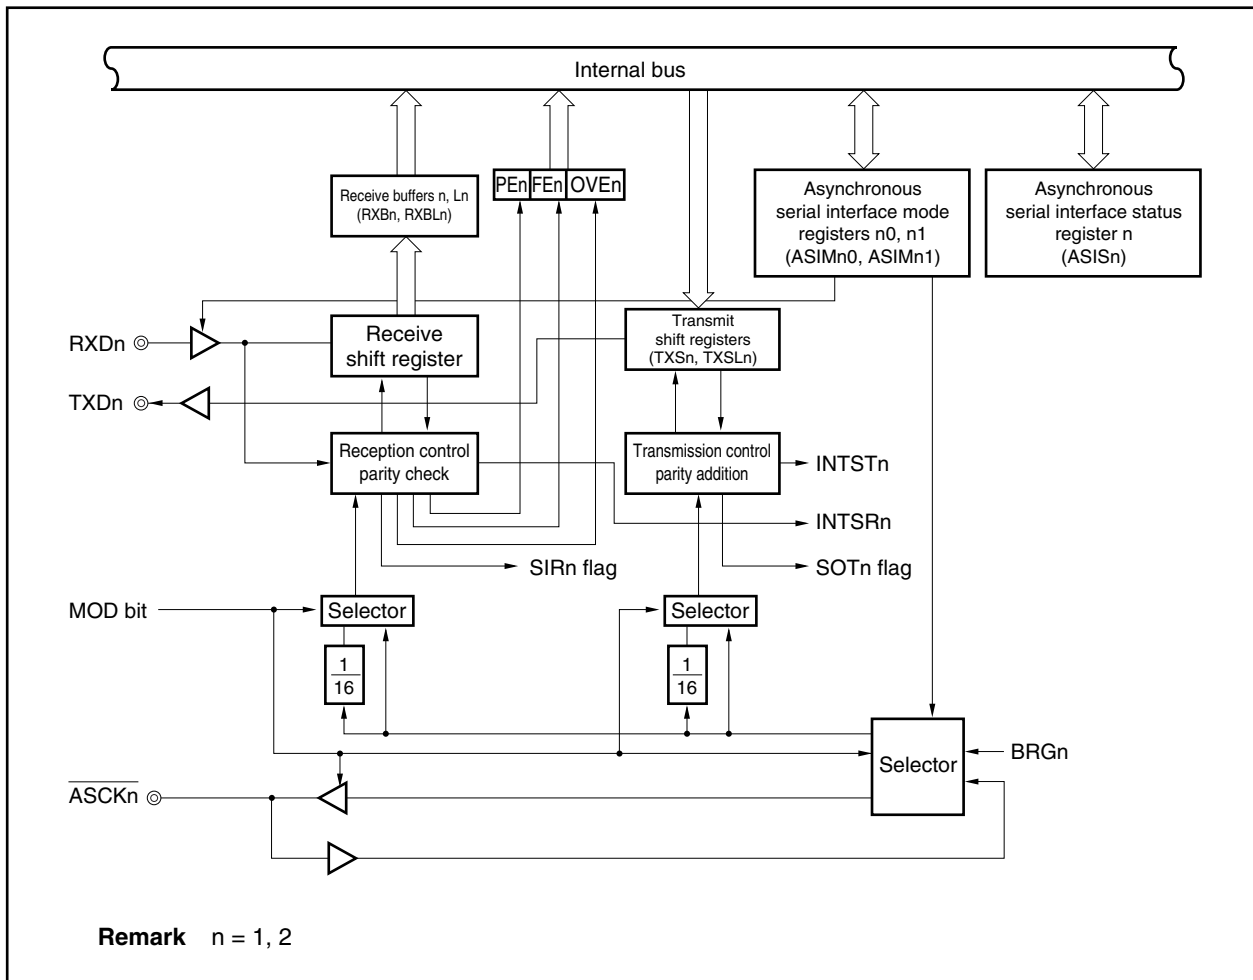 Internal bus
Receive buffers n, Ln
(RXBn, RXBLn)
PEn FEn OVEn
Asynchronous
serial interface mode
registers n0, n1
(ASIMn0, ASIMn1)
Asynchronous
serial interface status
register n
(ASISn)
RXDn
Receive
shift register
Transmit
shift registers
(TXSn, TXSLn)
TXDn
Reception control
parity check
Transmission control
parity addition
INTSTn
INTSRn
SIRn flag
SOTn flag
MOD bit
Selector
Selector
1
16
1
16
Selector
BRGn
ASCKn
Remark n = 1, 2